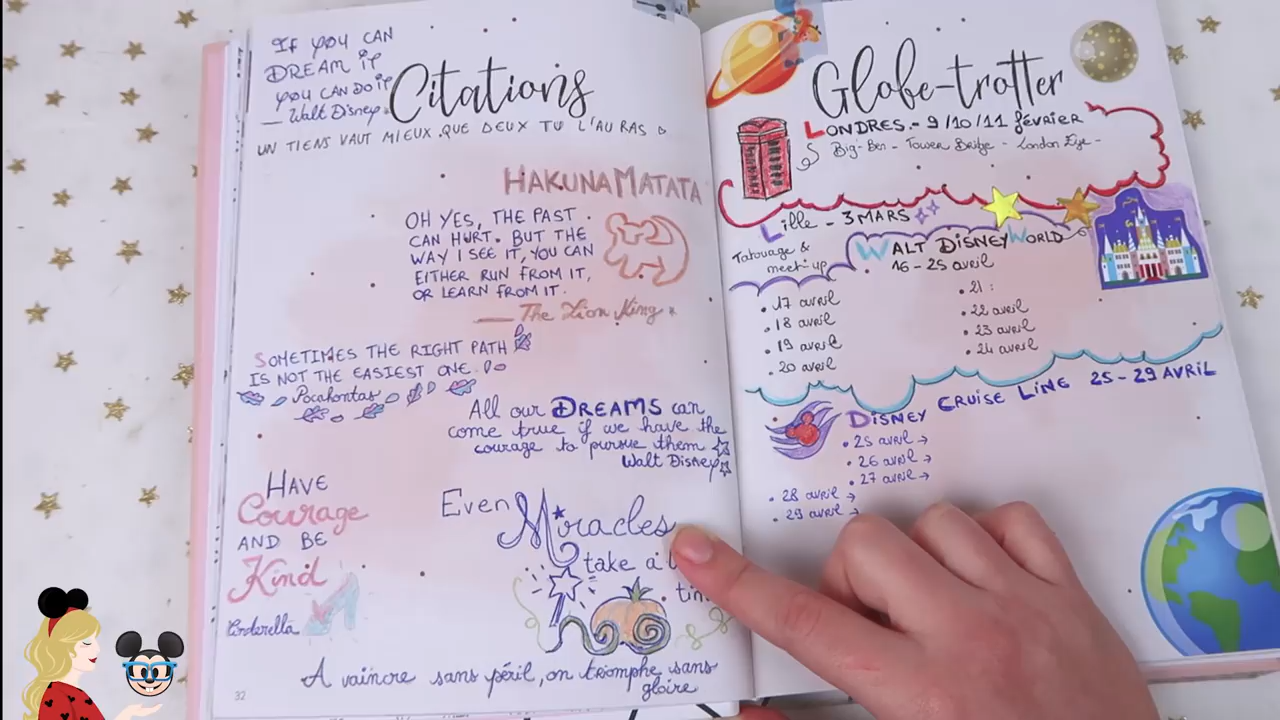 IF YOU CAN
DREAM IT
YOU CAN DO IT
— Walt Disney
Citations
UN TIENS VAUT MIEUX QUE DEUX TU L'AURAS
HAKUNA MATATA
OH YES, THE PAST
CAN HURT. BUT THE
WAY I SEE IT, YOU CAN
EITHER RUN FROM IT,
OR LEARN FROM IT.
— The Lion King
SOMETIMES THE RIGHT PATH
IS NOT THE EASIEST ONE.
Pocahontas
All our DREAMS can
come true if we have the
courage to pursue them
Walt Disney
HAVE
Courage
AND BE
Kind
Cinderella
Even Miracles
take a
A vaincre sans péril, on triomphe sans
gloire
32
Globe-trotter
LONDRES - 9/10/11 février
Big-Ben - Tower Bridge - London Eye -
Lille - 3 MARS
Tatouage &
meet-up
WALT DISNEY WORLD
16 - 25 avril
• 17 avril
• 18 avril
• 19 avril
• 20 avril
• 21 :
• 22 avril
• 23 avril
• 24 avril
DISNEY CRUISE LINE 25-29 AVRIL
• 25 avril →
• 26 avril →
• 27 avril →
• 28 avril →
• 29 avril →